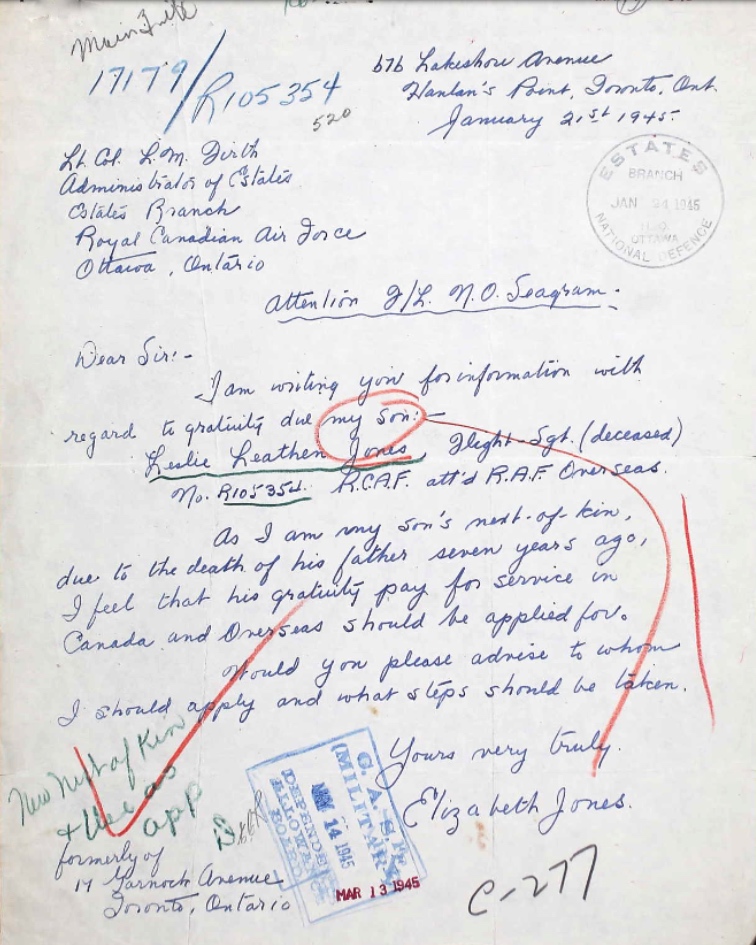 Main File
17179/R105354
520
676 Lakeshore Avenue
Hanlan's Point, Toronto, Ont.
January 21st 1945.
Lt. Col. L.M. Firth
Administrator of Estates
Estates Branch
Royal Canadian Air Force
Ottawa, Ontario
ESTATES
BRANCH
JAN 24 1945
H.Q.
OTTAWA
NATIONAL DEFENCE
Attention F/L. N.O. Seagram.
Dear Sir:-
I am writing you for information with
regard to gratuity due my son:-
Leslie Leathen Jones Flight-Sgt. (deceased)
No. R105354. R.C.A.F. att'd R.A.F. Overseas.
As I am my son's next-of-kin,
due to the death of his father seven years ago,
I feel that his gratuity pay for service in
Canada and Overseas should be applied for.
Would you please advise to whom
I should apply and what steps should be taken.
Yours very truly.
Elizabeth Jones.
New Next of Kin
app
formerly of
17 Garnock Avenue
Toronto, Ontario
(MILITARY)
DEPENDENTS
ALLOWANCE
BOARD
14 1945
MAR 13 1945
C-277